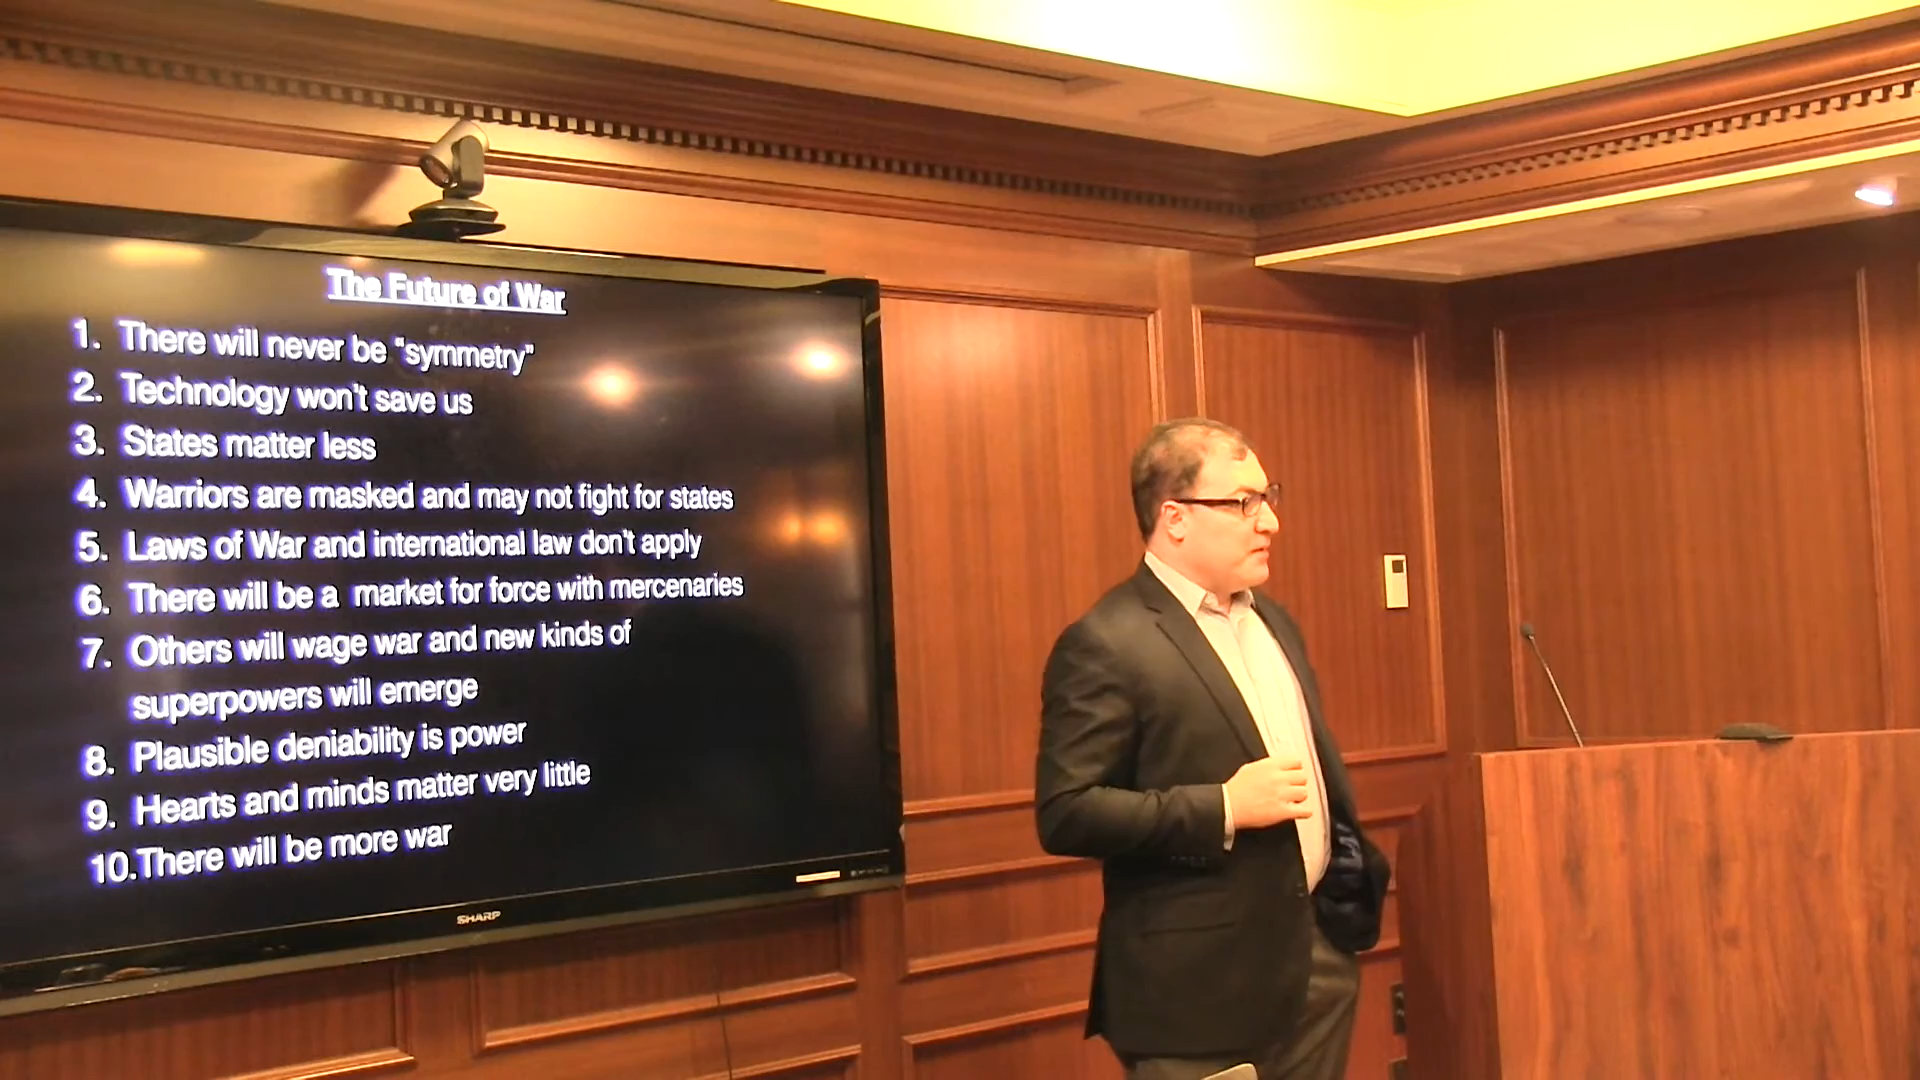 The Future of War
1. There will never be “symmetry”
2. Technology won't save us
3. States matter less
4. Warriors are masked and may not fight for states
5. Laws of War and international law don't apply
6. There will be a market for force with mercenaries
7. Others will wage war and new kinds of
superpowers will emerge
8. Plausible deniability is power
9. Hearts and minds matter very little
10.There will be more war
SHARP